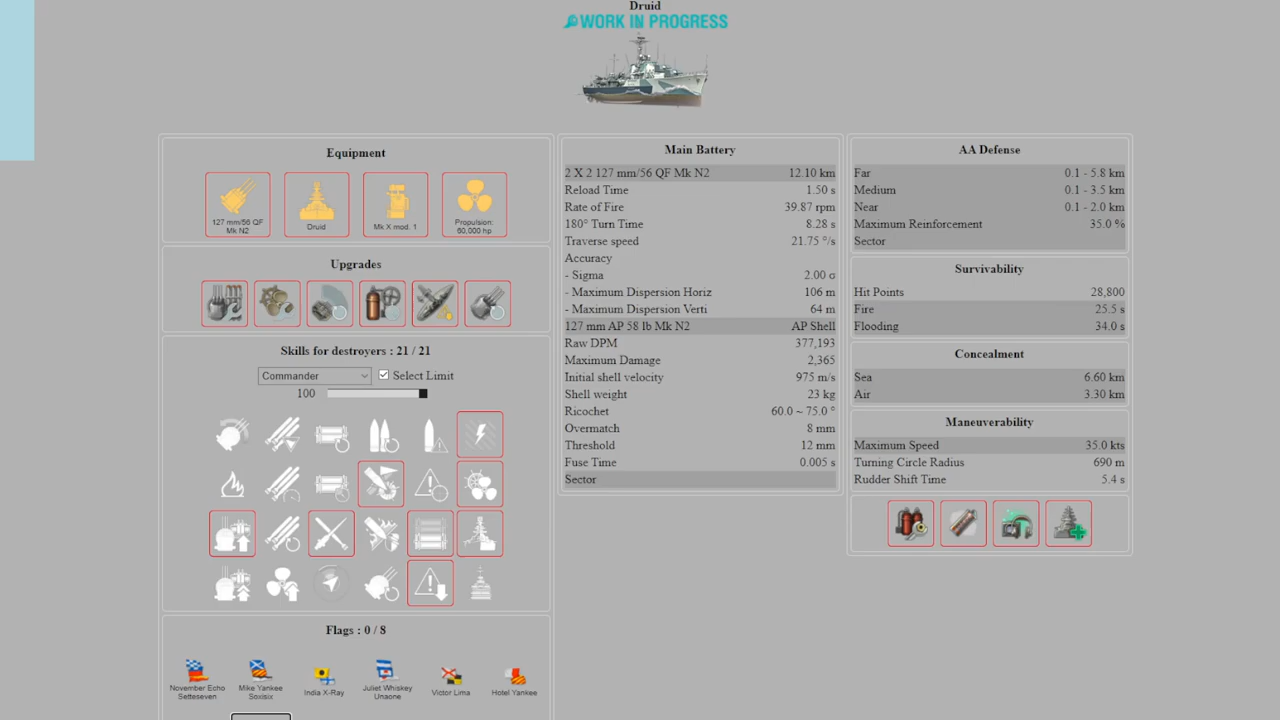 Druid
WORK IN PROGRESS
Equipment
127 mm/56 QF
Mk N2
Druid
Mk X mod. 1
Propulsion:
60,000 hp
Upgrades
Skills for destroyers : 21 / 21
Commander
Select Limit
100
Flags : 0 / 8
November Echo
Setteseven
Mike Yankee
Soxisix
India X-Ray
Juliet Whiskey
Unaone
Victor Lima
Hotel Yankee
Main Battery
2 X 2 127 mm/56 QF Mk N2 12.10 km
Reload Time 1.50 s
Rate of Fire 39.87 rpm
180° Turn Time 8.28 s
Traverse speed 21.75 °/s
Accuracy
- Sigma 2.00 σ
- Maximum Dispersion Horiz 106 m
- Maximum Dispersion Verti 64 m
127 mm AP 58 lb Mk N2 AP Shell
Raw DPM 377,193
Maximum Damage 2,365
Initial shell velocity 975 m/s
Shell weight 23 kg
Ricochet 60.0 ~ 75.0 °
Overmatch 8 mm
Threshold 12 mm
Fuse Time 0.005 s
Sector
AA Defense
Far 0.1 - 5.8 km
Medium 0.1 - 3.5 km
Near 0.1 - 2.0 km
Maximum Reinforcement 35.0 %
Sector
Survivability
Hit Points 28,800
Fire 25.5 s
Flooding 34.0 s
Concealment
Sea 6.60 km
Air 3.30 km
Maneuverability
Maximum Speed 35.0 kts
Turning Circle Radius 690 m
Rudder Shift Time 5.4 s